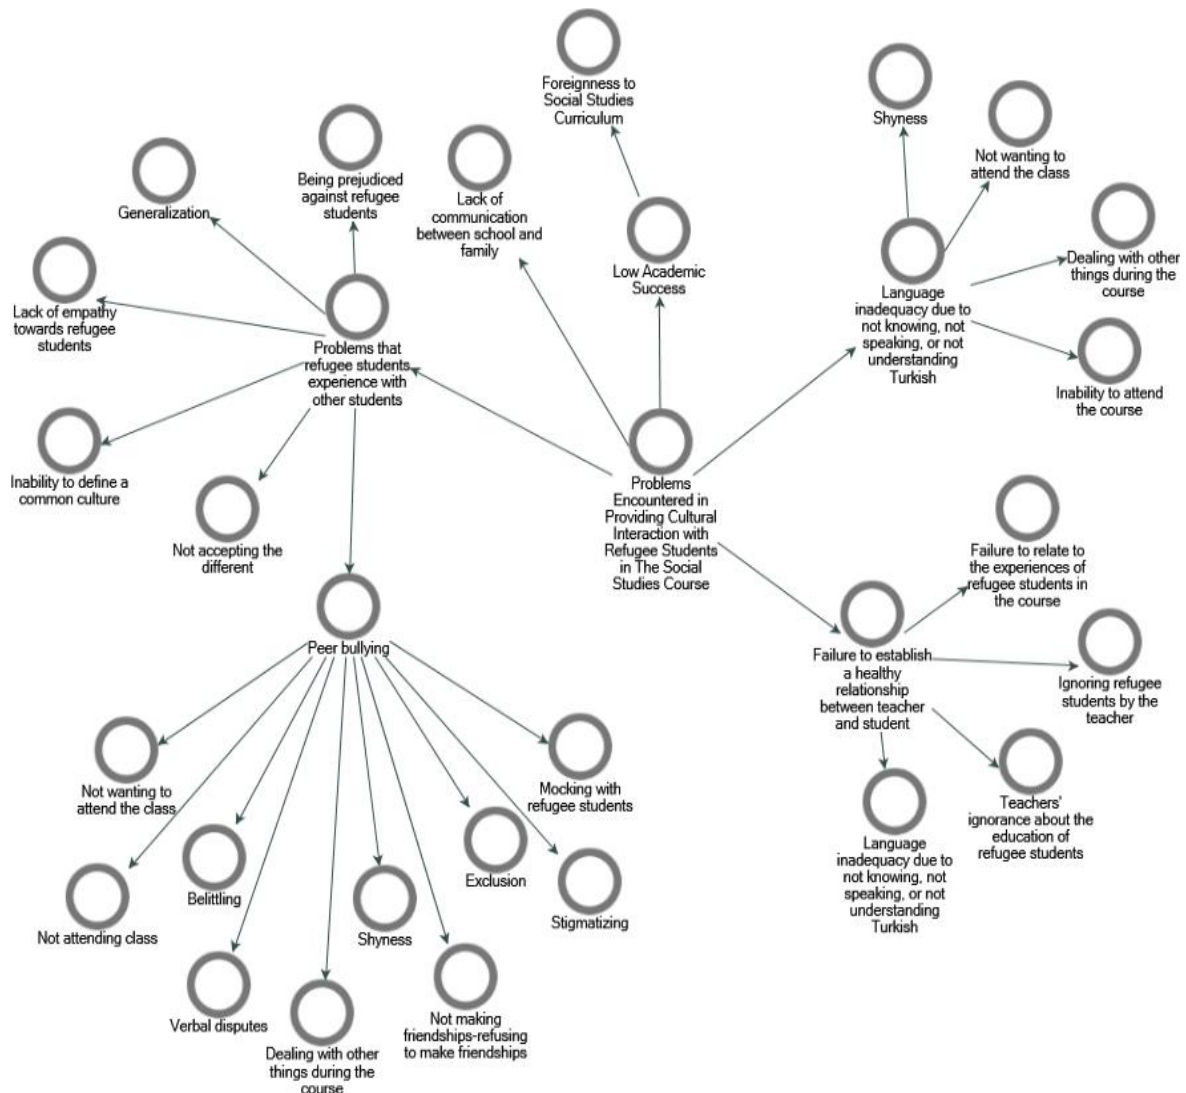 Foreignness to
Social Studies
Curriculum
Shyness
Not wanting to
attend the class
Being prejudiced
against refugee
students
Generalization
Lack of
communication
between school and
family
Low Academic
Success
Dealing with other
things during the
course
Language
inadequacy due to
not knowing, not
speaking, or not
understanding
Turkish
Inability to attend
the course
Lack of empathy
towards refugee
students
Problems that
refugee students
experience with
other students
Inability to define a
common culture
Not accepting the
different
Problems
Encountered in
Providing Cultural
Interaction with
Refugee Students
in The Social
Studies Course
Failure to relate to
the experiences of
refugee students in
the course
Peer bullying
Failure to establish
a healthy
relationship
between teacher
and student
Ignoring refugee
students by the
teacher
Teachers'
ignorance about the
education of
refugee students
Language
inadequacy due to
not knowing, not
speaking, or not
understanding
Turkish
Not wanting to
attend the class
Mocking with
refugee students
Belittling
Exclusion
Stigmatizing
Not attending class
Shyness
Verbal disputes
Not making
friendships-refusing
to make friendships
Dealing with other
things during the
course